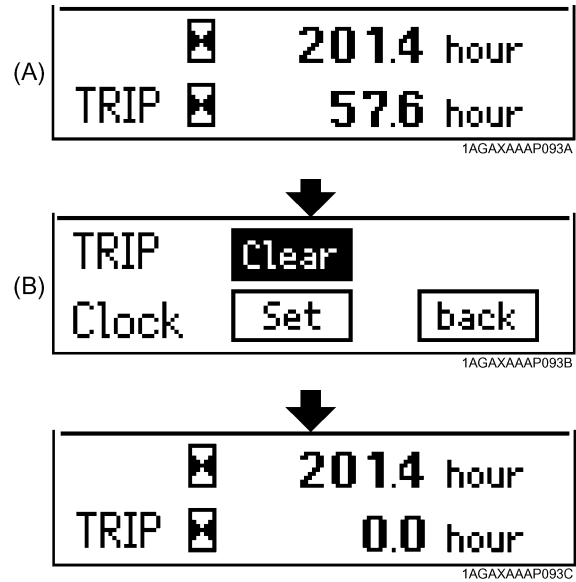 (A)
201.4 hour
TRIP 57.6 hour
1AGAXAAAP093A
(B)
TRIP Clear
Clock Set back
1AGAXAAAP093B
201.4 hour
TRIP 0.0 hour
1AGAXAAAP093C